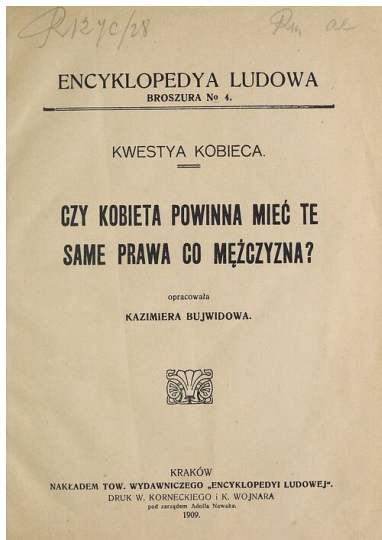 ENCYKLOPEDYA LUDOWA
BROSZURA No 4.
KWESTYA KOBIECA.
CZY KOBIETA POWINNA MIEĆ TE
SAME PRAWA CO MĘŻCZYZNA?
opracowała
KAZIMIERA BUJWIDOWA.
KRAKÓW
NAKŁADEM TOW. WYDAWNICZEGO „ENCYKLOPEDYI LUDOWEJ“.
DRUK W. KORNECKIEGO i K. WOJNARA
pod zarządem Adolfa Nowaka.
1909.